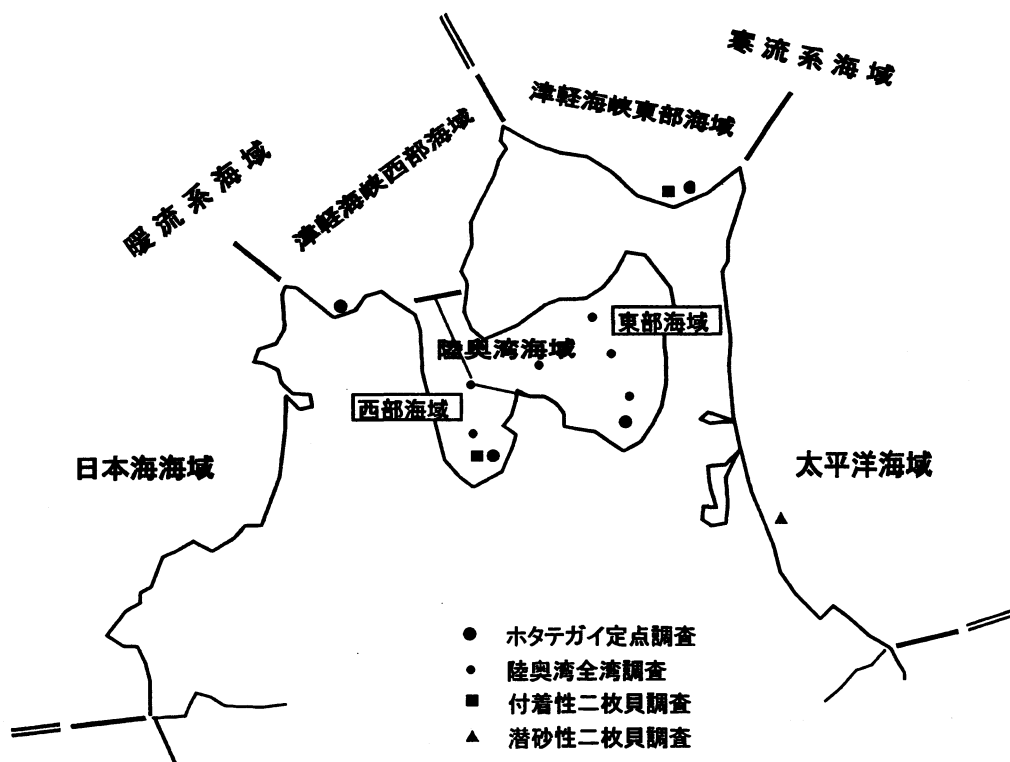 寒流系海域
津軽海峡東部海域
津軽海峡西部海域
暖流系海域
東部海域
陸奥湾海域
西部海域
日本海海域
太平洋海域
ホタテガイ定点調査
陸奥湾全湾調査
付着性二枚貝調査
潜砂性二枚貝調査